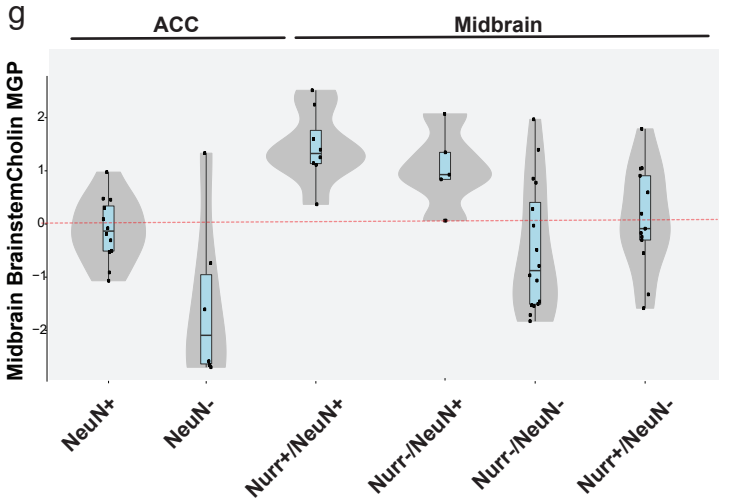 g
ACC
Midbrain
Midbrain BrainstemCholin MGP
2
1
0
−1
−2
NeuN+
NeuN-
Nurr+/NeuN+
Nurr-/NeuN+
Nurr-/NeuN-
Nurr+/NeuN-